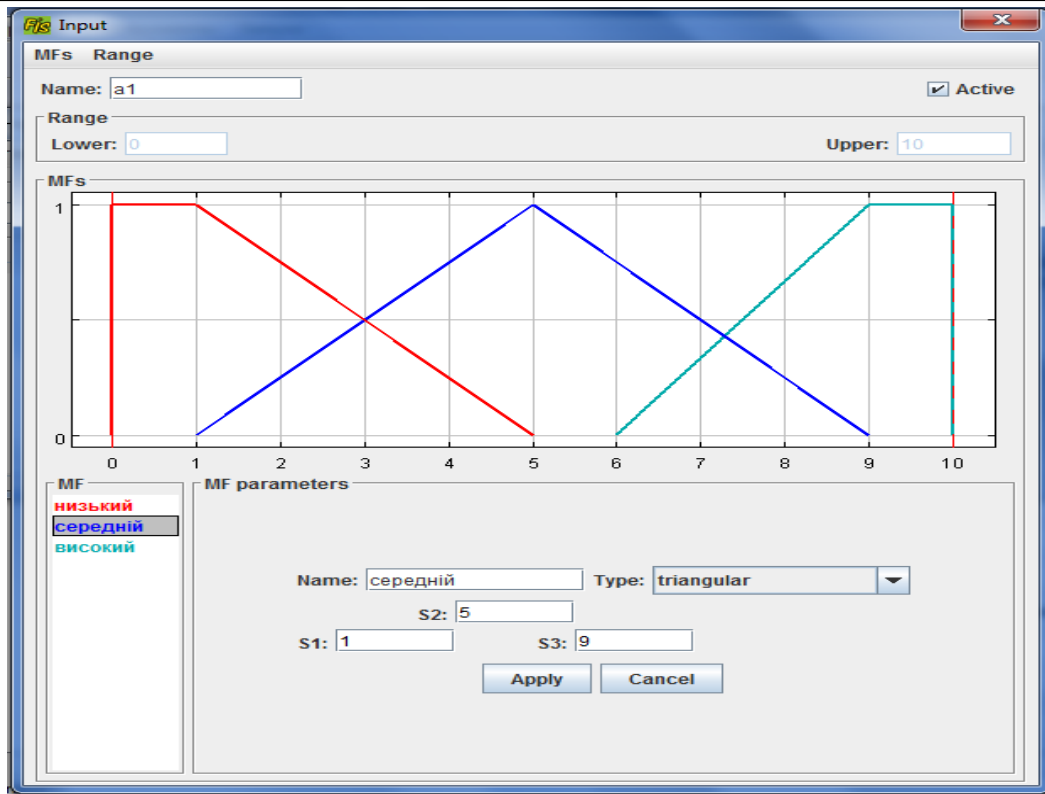 Fis Input
MFs Range
Name: a1 Active
Range
Lower: 0 Upper: 10
MFs
1
0
0 1 2 3 4 5 6 7 8 9 10
MF MF parameters
низький
середній
високий
Name: середній Type: triangular
S2: 5
S1: 1 S3: 9
Apply Cancel